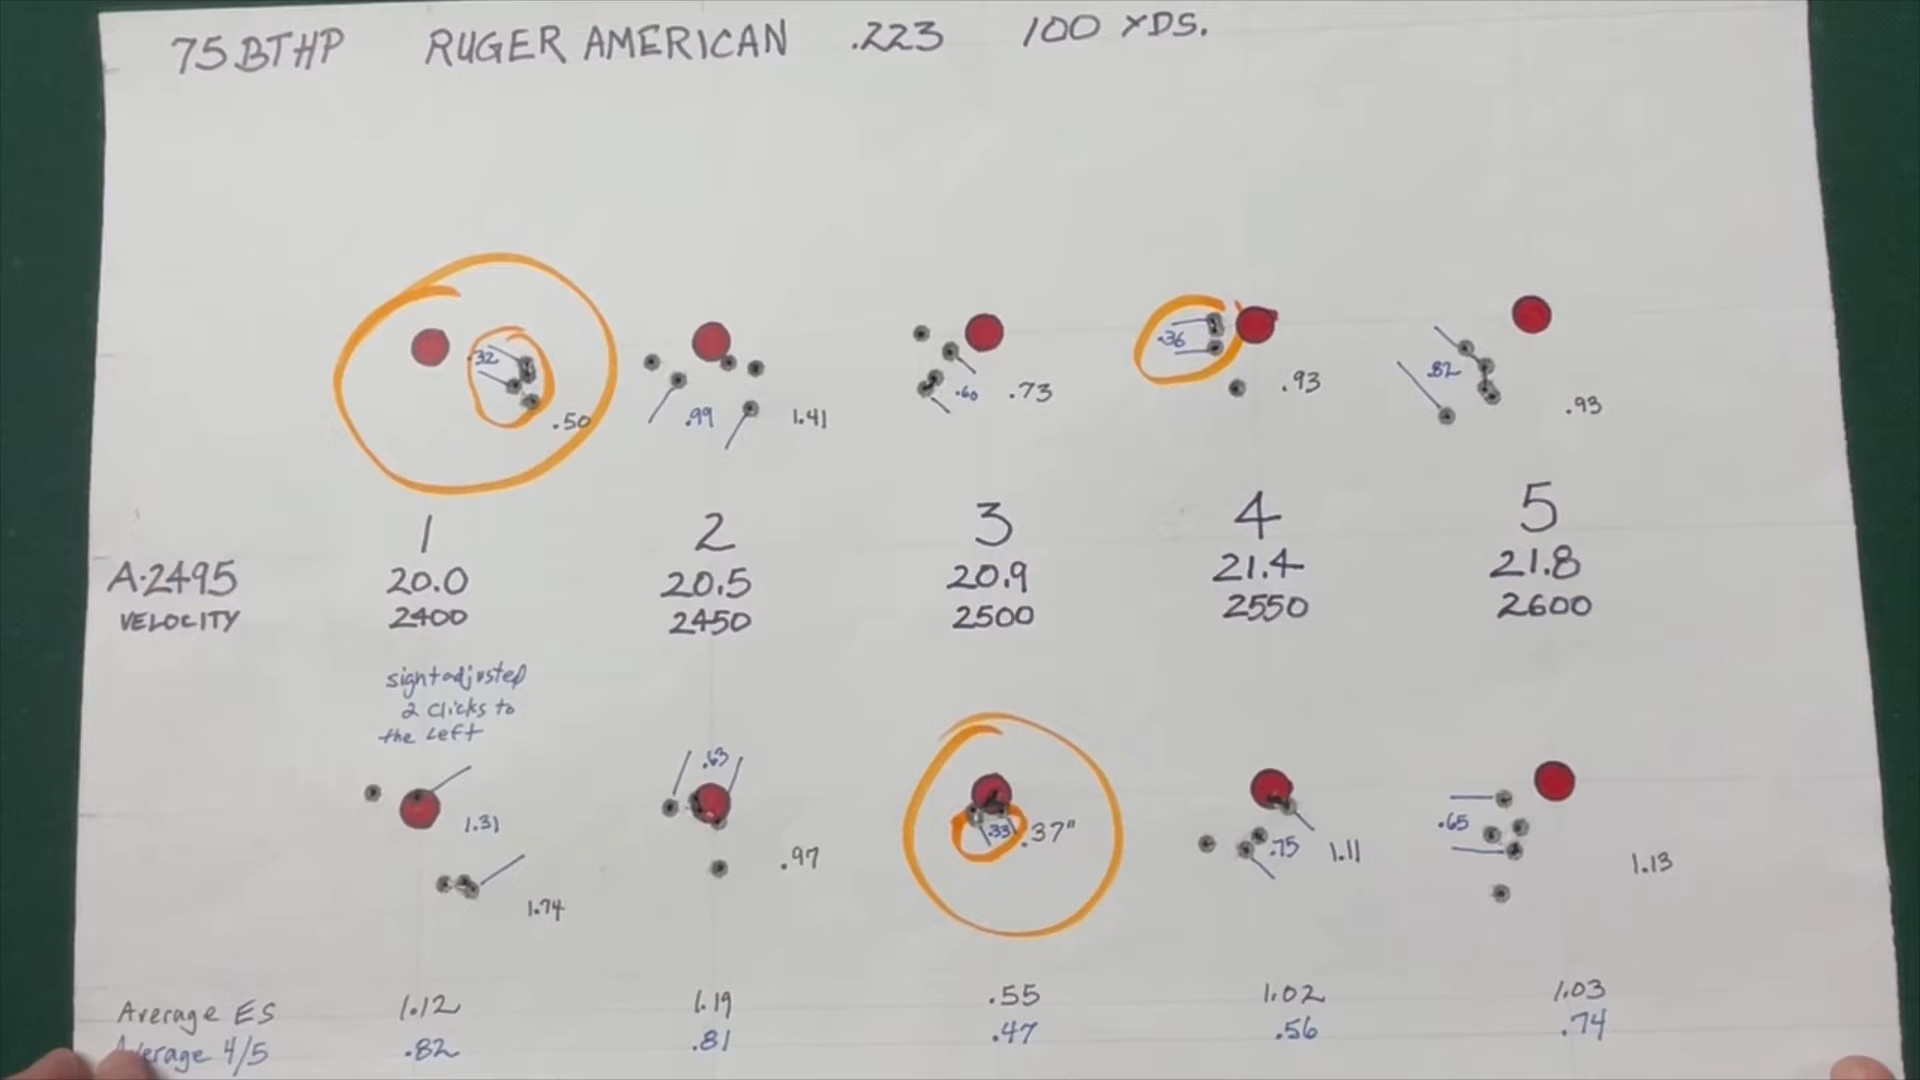 75 BTHP RUGER AMERICAN .223 100 YDS.
.32 .50 .99 1.41 .60 .73 .36 .93 .82 .93
1 2 3 4 5
A-2495 20.0 20.5 20.9 21.4 21.8
VELOCITY 2400 2450 2500 2550 2600
sight adjusted
2 clicks to
the left
1.31 1.74 .63 .97 .33 .37" .75 1.11 .65 1.13
Average ES 1.12 1.19 .55 1.02 1.03
Average 4/5 .82 .81 .47 .56 .74